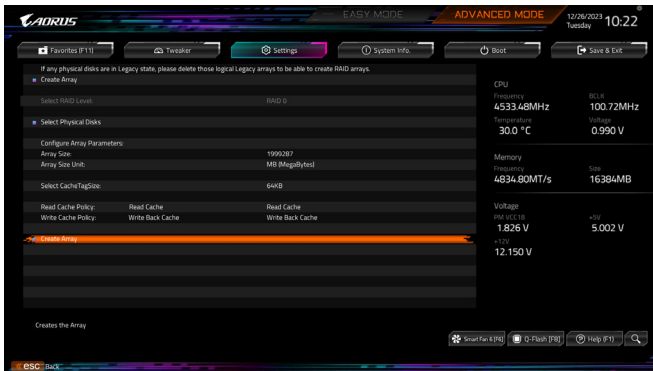 AORUS
EASY MODE
ADVANCED MODE
12/26/2023 10:22
Tuesday
Favorites (F11)
Tweaker
Settings
System Info.
Boot
Save & Exit
If any physical disks are in Legacy state, please delete those logical Legacy arrays to be able to create RAID arrays.
Create Array
Select RAID Level: RAID 0
Select Physical Disks
Configure Array Parameters:
Array Size: 1999287
Array Size Unit: MB (MegaBytes)
Select CacheTagSize: 64KB
Read Cache Policy: Read Cache Read Cache
Write Cache Policy: Write Back Cache Write Back Cache
Create Array
CPU
Frequency BCLK
4533.48MHz 100.72MHz
Temperature Voltage
30.0 °C 0.990 V
Memory
Frequency Size
4834.80MT/s 16384MB
Voltage
PM VCC18 +5V
1.826 V 5.002 V
+12V
12.150 V
Creates the Array
Smart Fan 6 [F6]
Q-Flash [F8]
Help (F1)
esc Back